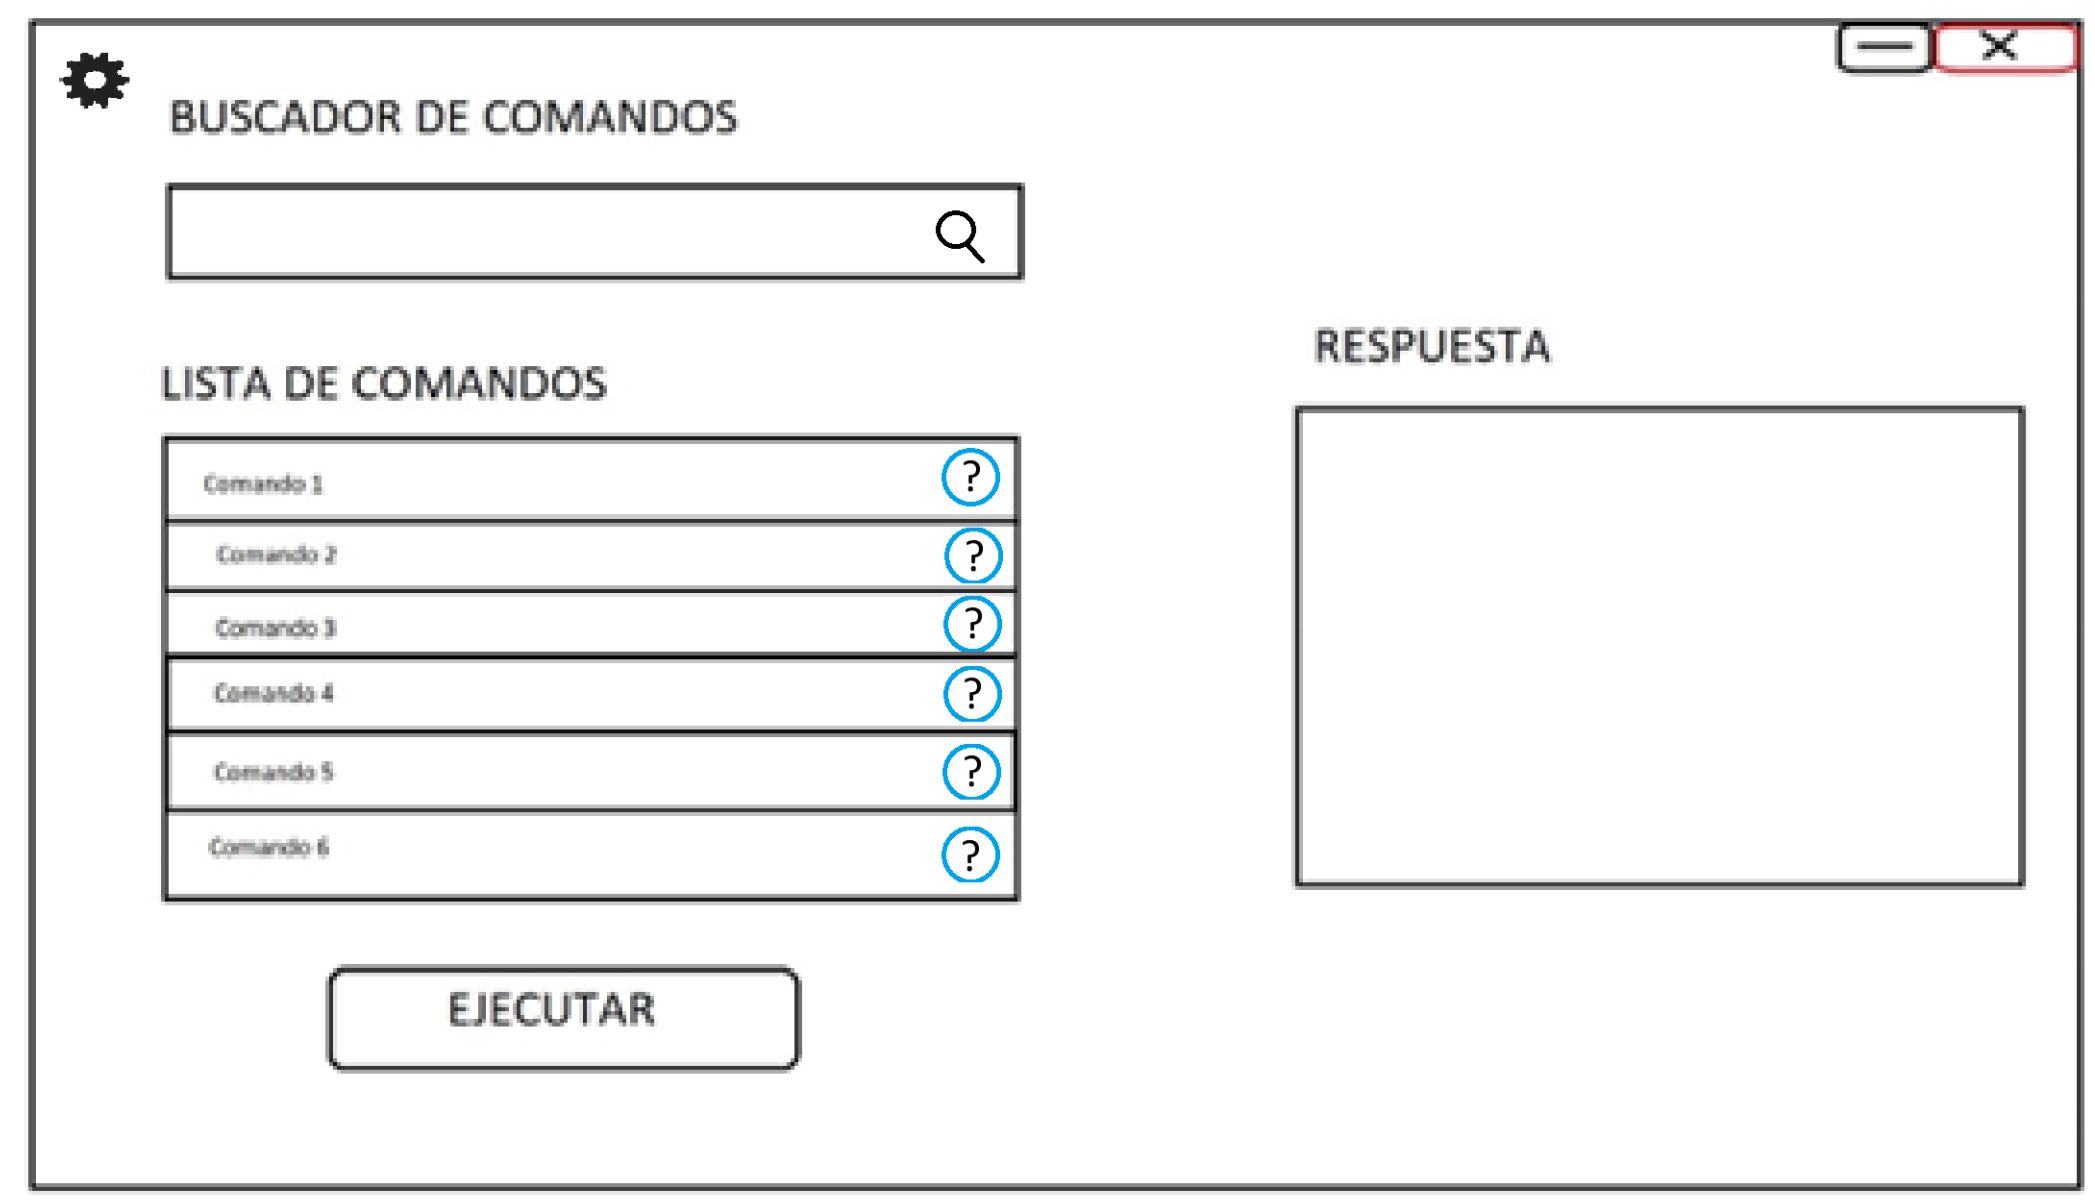 BUSCADOR DE COMANDOS
LISTA DE COMANDOS
Comando 1 ?
Comando 2 ?
Comando 3 ?
Comando 4 ?
Comando 5 ?
Comando 6 ?
EJECUTAR
RESPUESTA